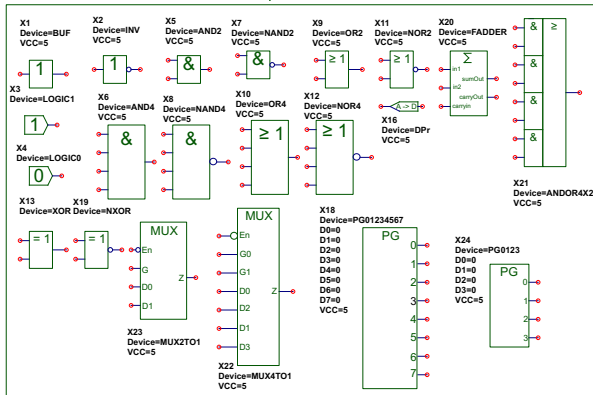 X1
Device=BUF
VCC=5
1
X2
Device=INV
VCC=5
1
X5
Device=AND2
VCC=5
&
X7
Device=NAND2
VCC=5
&
X9
Device=OR2
VCC=5
≥ 1
X11
Device=NOR2
VCC=5
≥ 1
X20
Device=FADDER
VCC=5
Σ
in1
sumOut
in2
carryOut
carryin
& ≥
&
&
&
X21
Device=ANDOR4X2
VCC=5
X3
Device=LOGIC1
1
X4
Device=LOGIC0
0
X6
Device=AND4
VCC=5
&
X8
Device=NAND4
VCC=5
&
X10
Device=OR4
VCC=5
≥ 1
X12
Device=NOR4
VCC=5
≥ 1
A -> D
X16
Device=DPr
VCC=5
X13
Device=XOR
= 1
X19
Device=NXOR
= 1
MUX
En
G
Z
D0
D1
X23
Device=MUX2TO1
VCC=5
MUX
En
G0
G1
D0
Z
D2
D1
D3
X22
Device=MUX4TO1
VCC=5
X18
Device=PG01234567
D0=0
D1=0
D2=0
D3=0
D4=0
D5=0
D6=0
D7=0
VCC=5
PG
0
1
2
3
4
5
6
7
X24
Device=PG0123
D0=0
D1=0
D2=0
D3=0
VCC=5
PG
0
1
2
3